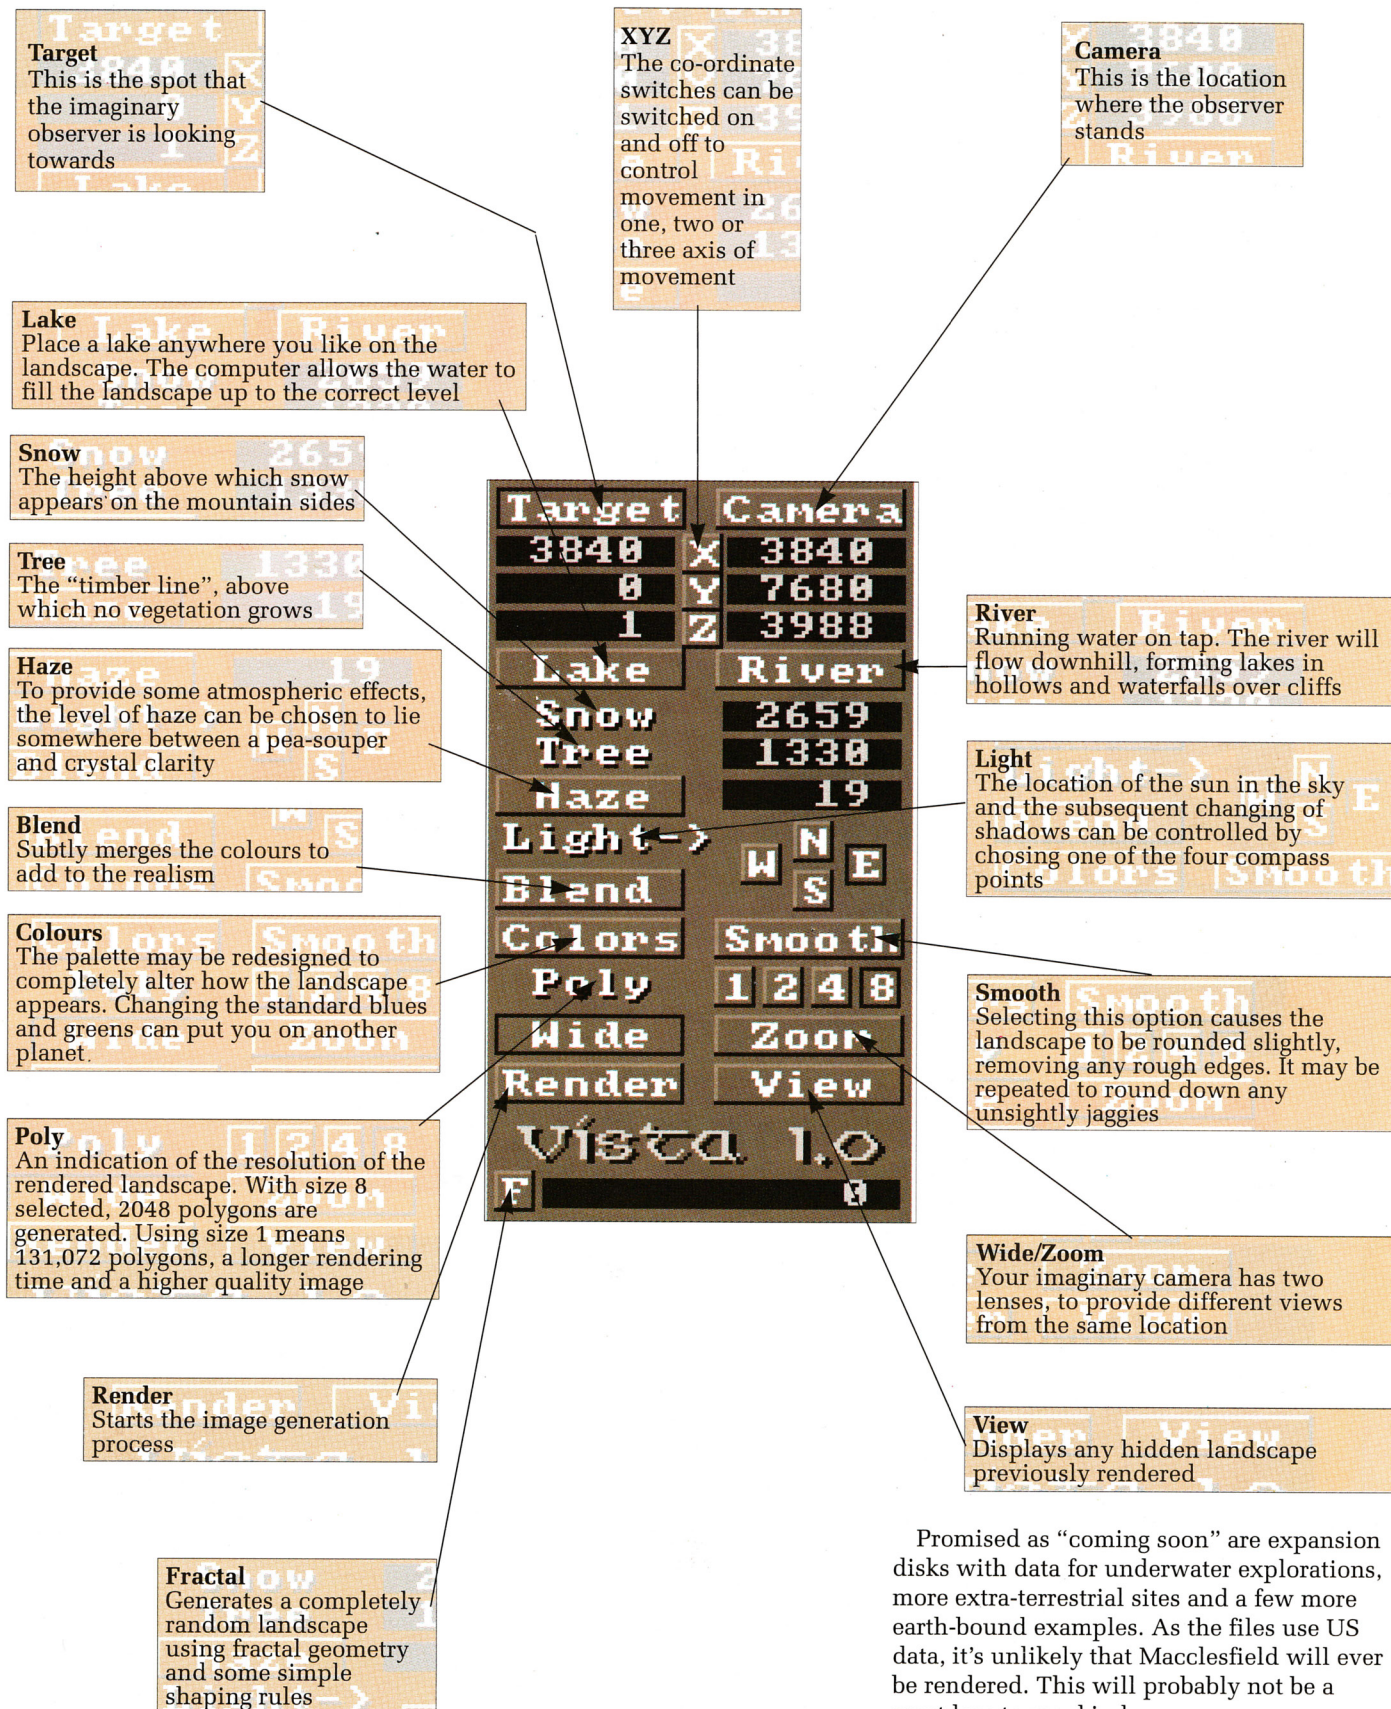 Target
This is the spot that
the imaginary
observer is looking
towards
XYZ
The co-ordinate
switches can be
switched on
and off to
control
movement in
one, two or
three axis of
movement
Camera
This is the location
where the observer
stands
Lake
Place a lake anywhere you like on the
landscape. The computer allows the water to
fill the landscape up to the correct level
Snow
The height above which snow
appears on the mountain sides
Tree
The “timber line”, above
which no vegetation grows
Haze
To provide some atmospheric effects,
the level of haze can be chosen to lie
somewhere between a pea-souper
and crystal clarity
Blend
Subtly merges the colours to
add to the realism
Colours
The palette may be redesigned to
completely alter how the landscape
appears. Changing the standard blues
and greens can put you on another
planet.
Poly
An indication of the resolution of the
rendered landscape. With size 8
selected, 2048 polygons are
generated. Using size 1 means
131,072 polygons, a longer rendering
time and a higher quality image
Render
Starts the image generation
process
Fractal
Generates a completely
random landscape
using fractal geometry
and some simple
shaping rules
Target Camera
3840 X 3840
0 Y 7680
1 Z 3988
Lake River
Snow 2659
Tree 1330
Haze 19
Light-> N
W E
Blend S
Colors Smooth
Poly 1 2 4 8
Wide Zoom
Render View
Vista 1.0
F 0
River
Running water on tap. The river will
flow downhill, forming lakes in
hollows and waterfalls over cliffs
Light
The location of the sun in the sky
and the subsequent changing of
shadows can be controlled by
chosing one of the four compass
points
Smooth
Selecting this option causes the
landscape to be rounded slightly,
removing any rough edges. It may be
repeated to round down any
unsightly jaggies
Wide/Zoom
Your imaginary camera has two
lenses, to provide different views
from the same location
View
Displays any hidden landscape
previously rendered
Promised as “coming soon” are expansion
disks with data for underwater explorations,
more extra-terrestrial sites and a few more
earth-bound examples. As the files use US
data, it’s unlikely that Macclesfield will ever
be rendered. This will probably not be a